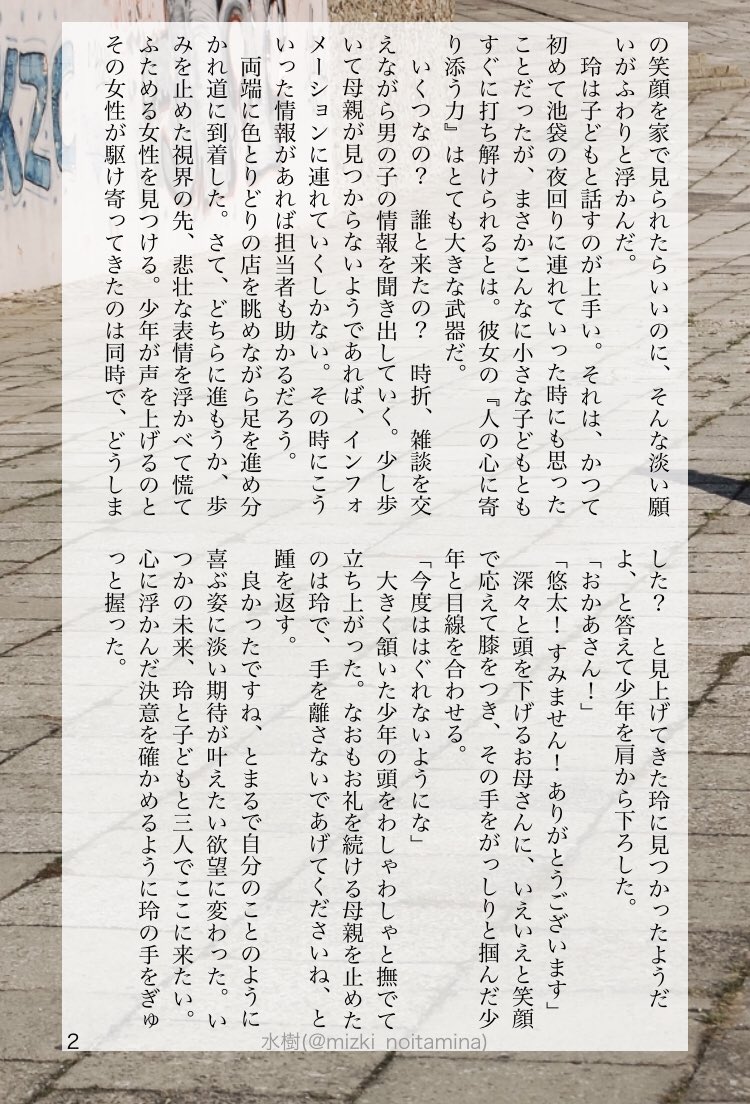 の笑顔を家で見られたらいいのに、そんな淡い願
いがふわりと浮かんだ。
　玲は子どもと話すのが上手い。それは、かつて
初めて池袋の夜回りに連れていった時にも思った
ことだったが、まさかこんなに小さな子どもとも
すぐに打ち解けられるとは。彼女の『人の心に寄
り添う力』はとても大きな武器だ。
　いくつなの？　誰と来たの？　時折、雑談を交
えながら男の子の情報を聞き出していく。少し歩
いて母親が見つからないようであれば、インフォ
メーションに連れていくしかない。その時にこう
いった情報があれば担当者も助かるだろう。
　両端に色とりどりの店を眺めながら足を進め分
かれ道に到着した。さて、どちらに進もうか、歩
みを止めた視界の先、悲壮な表情を浮かべて慌て
ふためる女性を見つける。少年が声を上げるのと
その女性が駆け寄ってきたのは同時で、どうしま
した？　と見上げてきた玲に見つかったようだ
よ、と答えて少年を肩から下ろした。
「おかあさん！」
「悠太！すみません！ありがとうございます」
　深々と頭を下げるお母さんに、いえいえと笑顔
で応えて膝をつき、その手をがっしりと掴んだ少
年と目線を合わせる。
「今度ははぐれないようにな」
　大きく頷いた少年の頭をわしゃわしゃと撫でて
立ち上がった。なおもお礼を続ける母親を止めた
のは玲で、手を離さないであげてくださいね、と
踵を返す。
　良かったですね、とまるで自分のことのように
喜ぶ姿に淡い期待が叶えたい欲望に変わった。い
つかの未来、玲と子どもと三人でここに来たい。
心に浮かんだ決意を確かめるように玲の手をぎゅ
っと握った。
2
水樹(@mizki_noitamina)